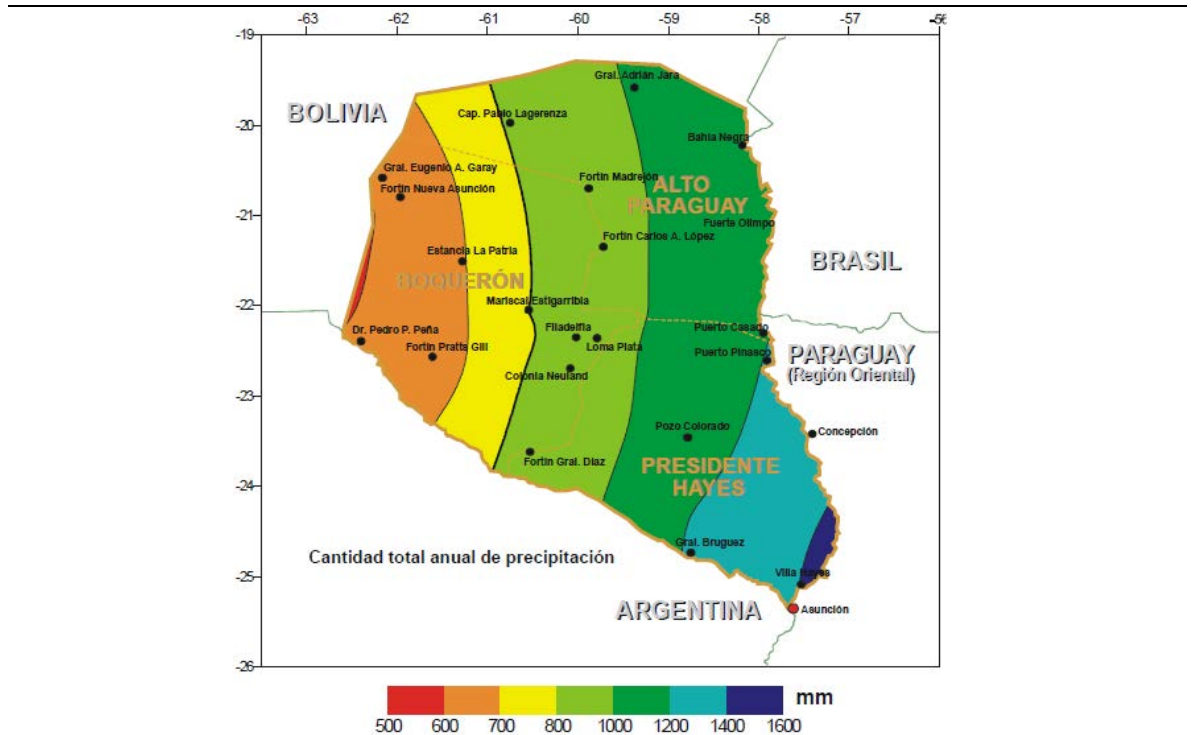 -63 -62 -61 -60 -59 -58 -57 -56
-19
-20
-21
-22
-23
-24
-25
-26
BOLIVIA
Gral. Adrián Jara
Cap. Pablo Lagerenza
Bahía Negra
Gral. Eugenio A. Garay
Fortín Nueva Asunción
Fortín Madrejón
ALTO
PARAGUAY
Fuerte Olimpo
Fortín Carlos A. López
Estancia La Patria
BOQUERÓN
BRASIL
Mariscal Estigarribia
Dr. Pedro P. Peña
Filadelfia
Puerto Casado
Fortín Pratts Gill
Loma Plata
Puerto Pinasco
PARAGUAY
(Región Oriental)
Colonia Neuland
Pozo Colorado
Concepción
Fortín Gral. Díaz
PRESIDENTE
HAYES
Gral. Bruguez
Cantidad total anual de precipitación
Villa Hayes
ARGENTINA
Asunción
mm
500 600 700 800 1000 1200 1400 1600